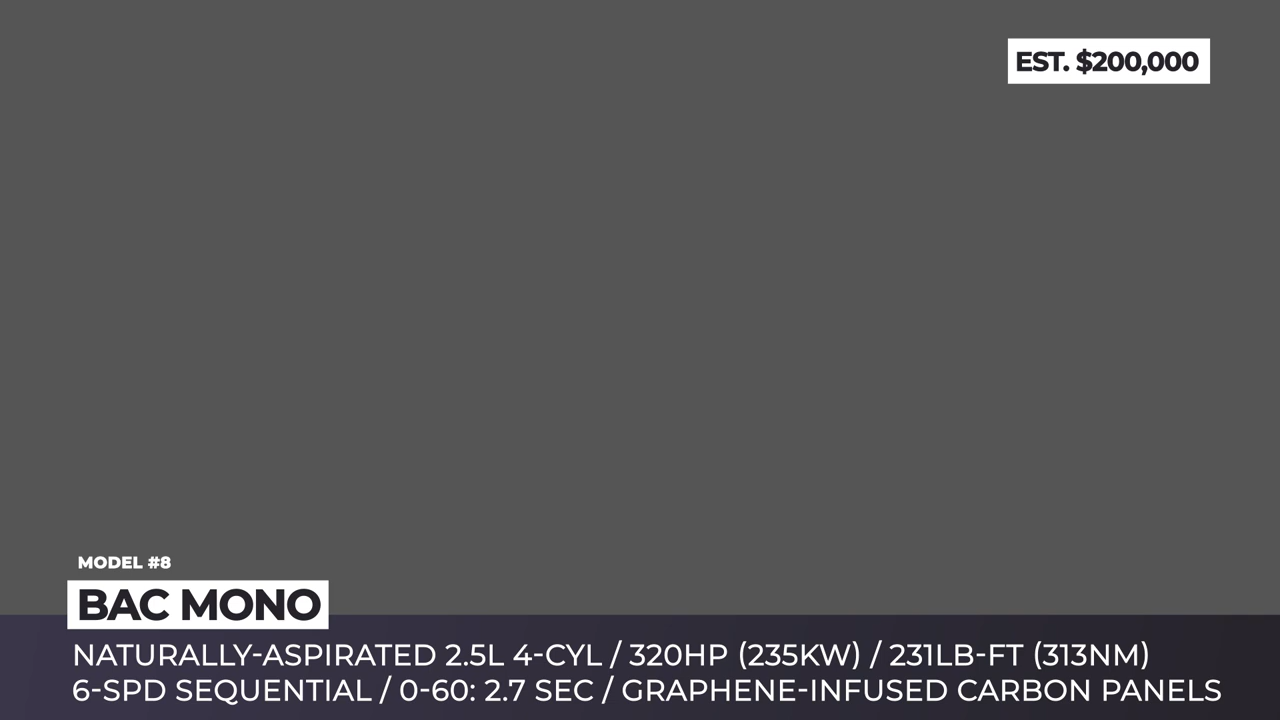 EST. $200,000
MODEL #8
BAC MONO
NATURALLY-ASPIRATED 2.5L 4-CYL / 320HP (235KW) / 231LB-FT (313NM)
6-SPD SEQUENTIAL / 0-60: 2.7 SEC / GRAPHENE-INFUSED CARBON PANELS